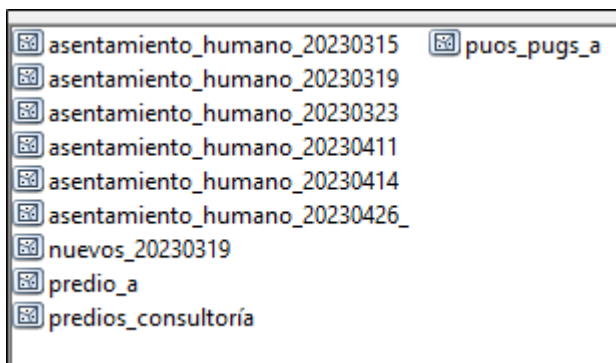 asentamiento_humano_20230315
asentamiento_humano_20230319
asentamiento_humano_20230323
asentamiento_humano_20230411
asentamiento_humano_20230414
asentamiento_humano_20230426_
nuevos_20230319
predio_a
predios_consultoría
puos_pugs_a